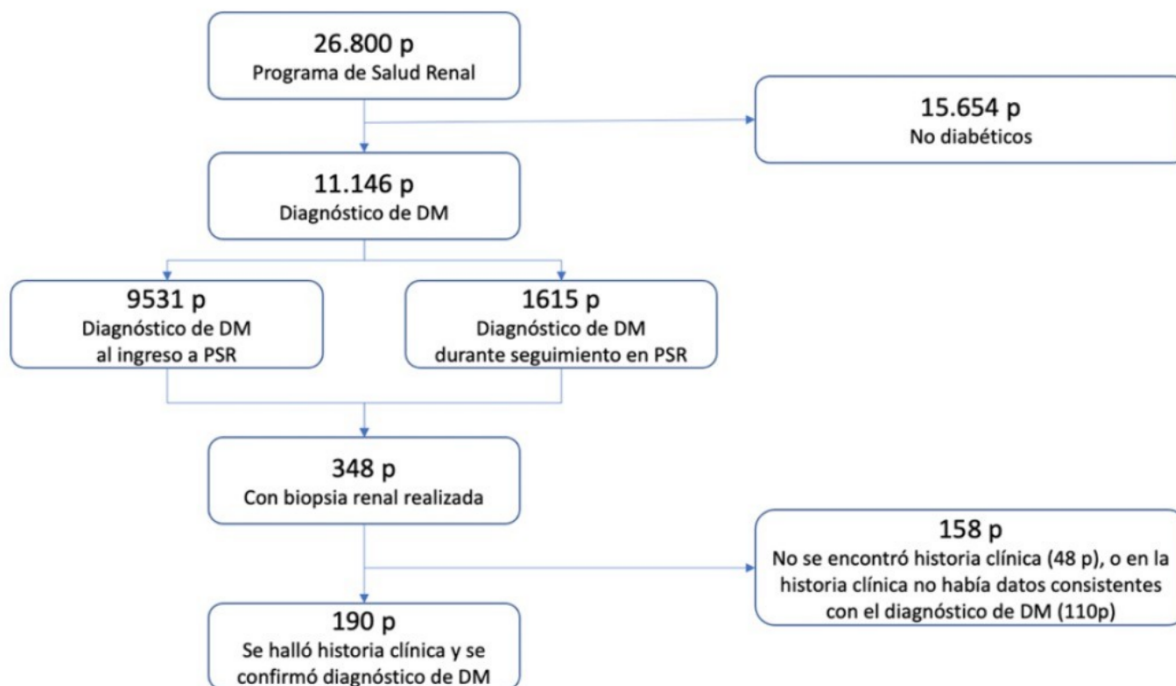 26.800 p
Programa de Salud Renal
15.654 p
No diabéticos
11.146 p
Diagnóstico de DM
9531 p
Diagnóstico de DM
al ingreso a PSR
1615 p
Diagnóstico de DM
durante seguimiento en PSR
348 p
Con biopsia renal realizada
158 p
No se encontró historia clínica (48 p), o en la
historia clínica no había datos consistentes
con el diagnóstico de DM (110p)
190 p
Se halló historia clínica y se
confirmó diagnóstico de DM